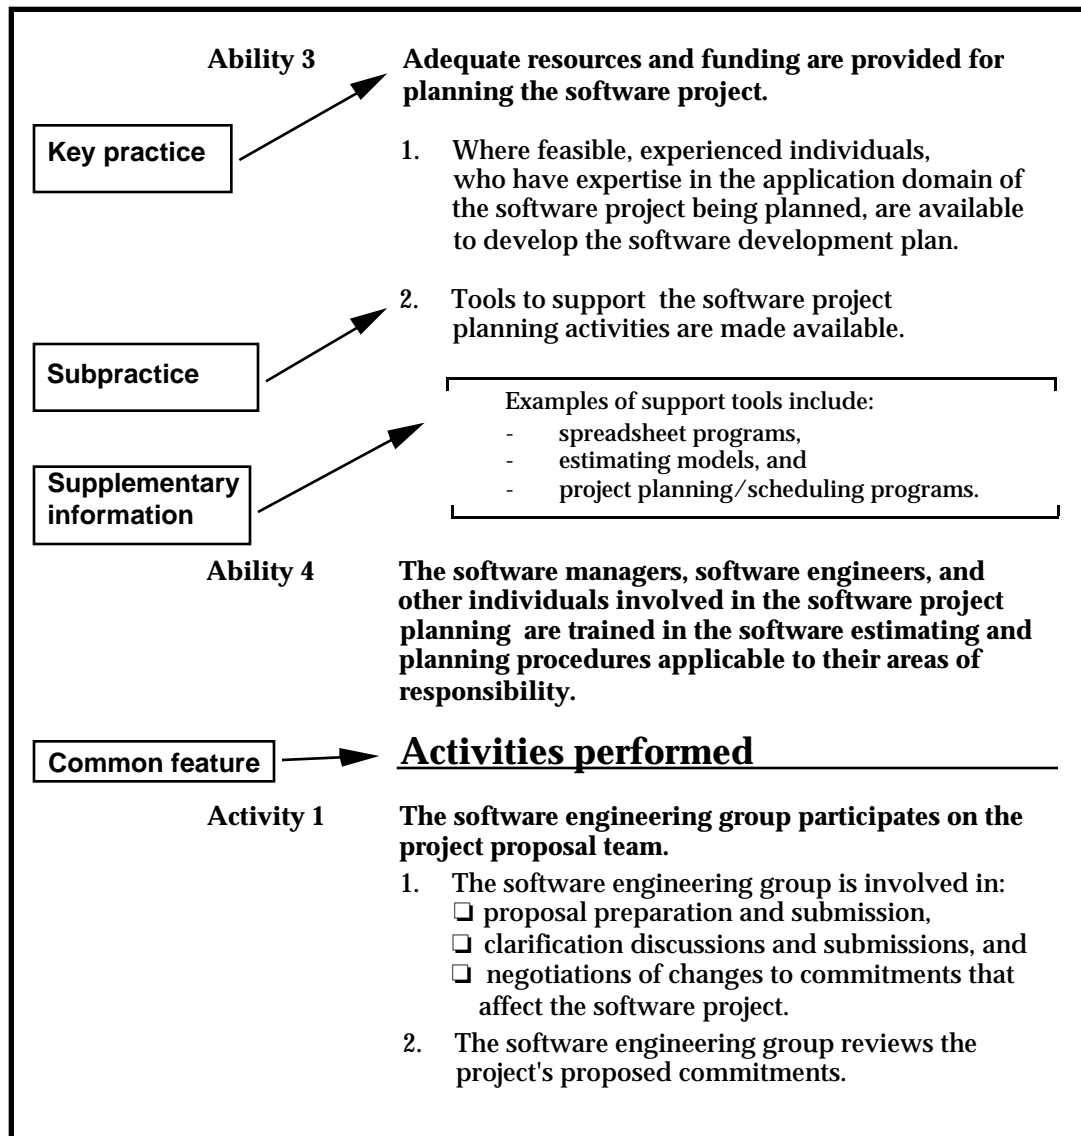 Ability 3
Adequate resources and funding are provided for
planning the software project.
Key practice
1. Where feasible, experienced individuals,
who have expertise in the application domain of
the software project being planned, are available
to develop the software development plan.
2. Tools to support the software project
planning activities are made available.
Subpractice
Examples of support tools include:
- spreadsheet programs,
- estimating models, and
- project planning/scheduling programs.
Supplementary
information
Ability 4
The software managers, software engineers, and
other individuals involved in the software project
planning are trained in the software estimating and
planning procedures applicable to their areas of
responsibility.
Common feature
Activities performed
Activity 1
The software engineering group participates on the
project proposal team.
1. The software engineering group is involved in:
❏ proposal preparation and submission,
❏ clarification discussions and submissions, and
❏ negotiations of changes to commitments that
affect the software project.
2. The software engineering group reviews the
project's proposed commitments.